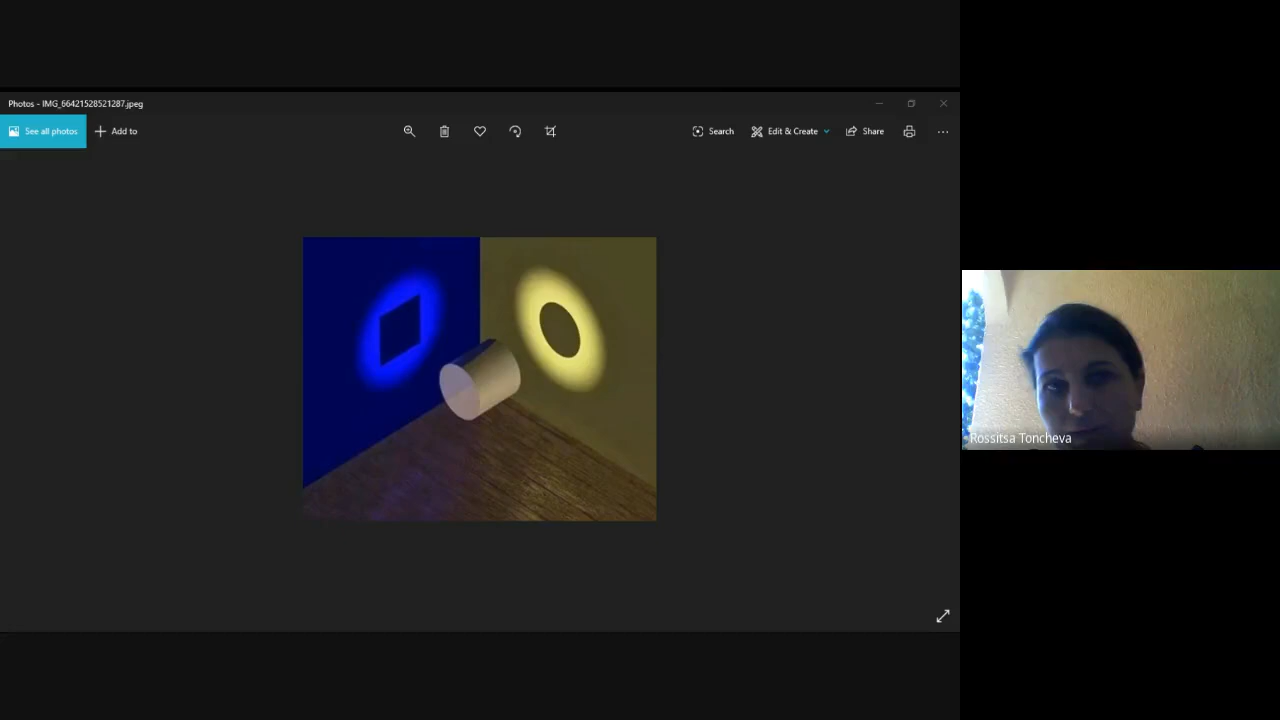 Photos - IMG_66421528521287.jpeg
See all photos
Add to
Search
Edit & Create
Share
Rossitsa Toncheva